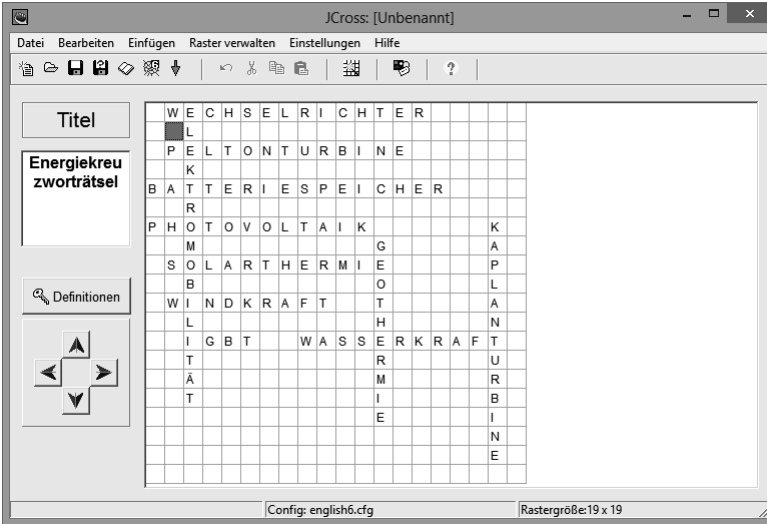 JCross: [Unbenannt]
Datei Bearbeiten Einfügen Raster verwalten Einstellungen Hilfe
Titel
Energiekreu
zworträtsel
Definitionen
W E C H S E L R I C H T E R
L
P E L T O N T U R B I N E
K
B A T T E R I E S P E I C H E R
R
P H O T O V O L T A I K K
M G A
S O L A R T H E R M I E P
B O L
W I N D K R A F T T A
L H N
I G B T W A S S E R K R A F T
T R U
Ä M R
T I B
E I
N
E
Config: english6.cfg
Rastergröße:19 x 19